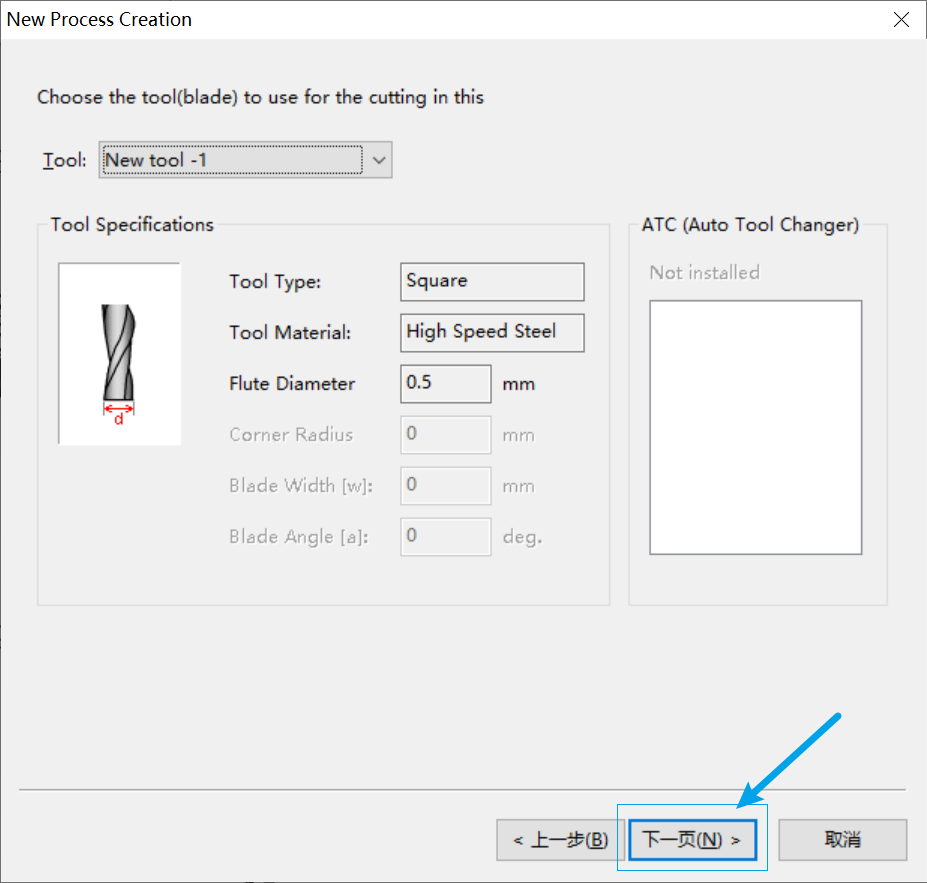 New Process Creation
Choose the tool(blade) to use for the cutting in this
Tool: New tool -1
Tool Specifications
d
Tool Type: Square
Tool Material: High Speed Steel
Flute Diameter 0.5 mm
Corner Radius 0 mm
Blade Width [w]: 0 mm
Blade Angle [a]: 0 deg.
ATC (Auto Tool Changer)
Not installed
< 上一步(B) 下一页(N) > 取消